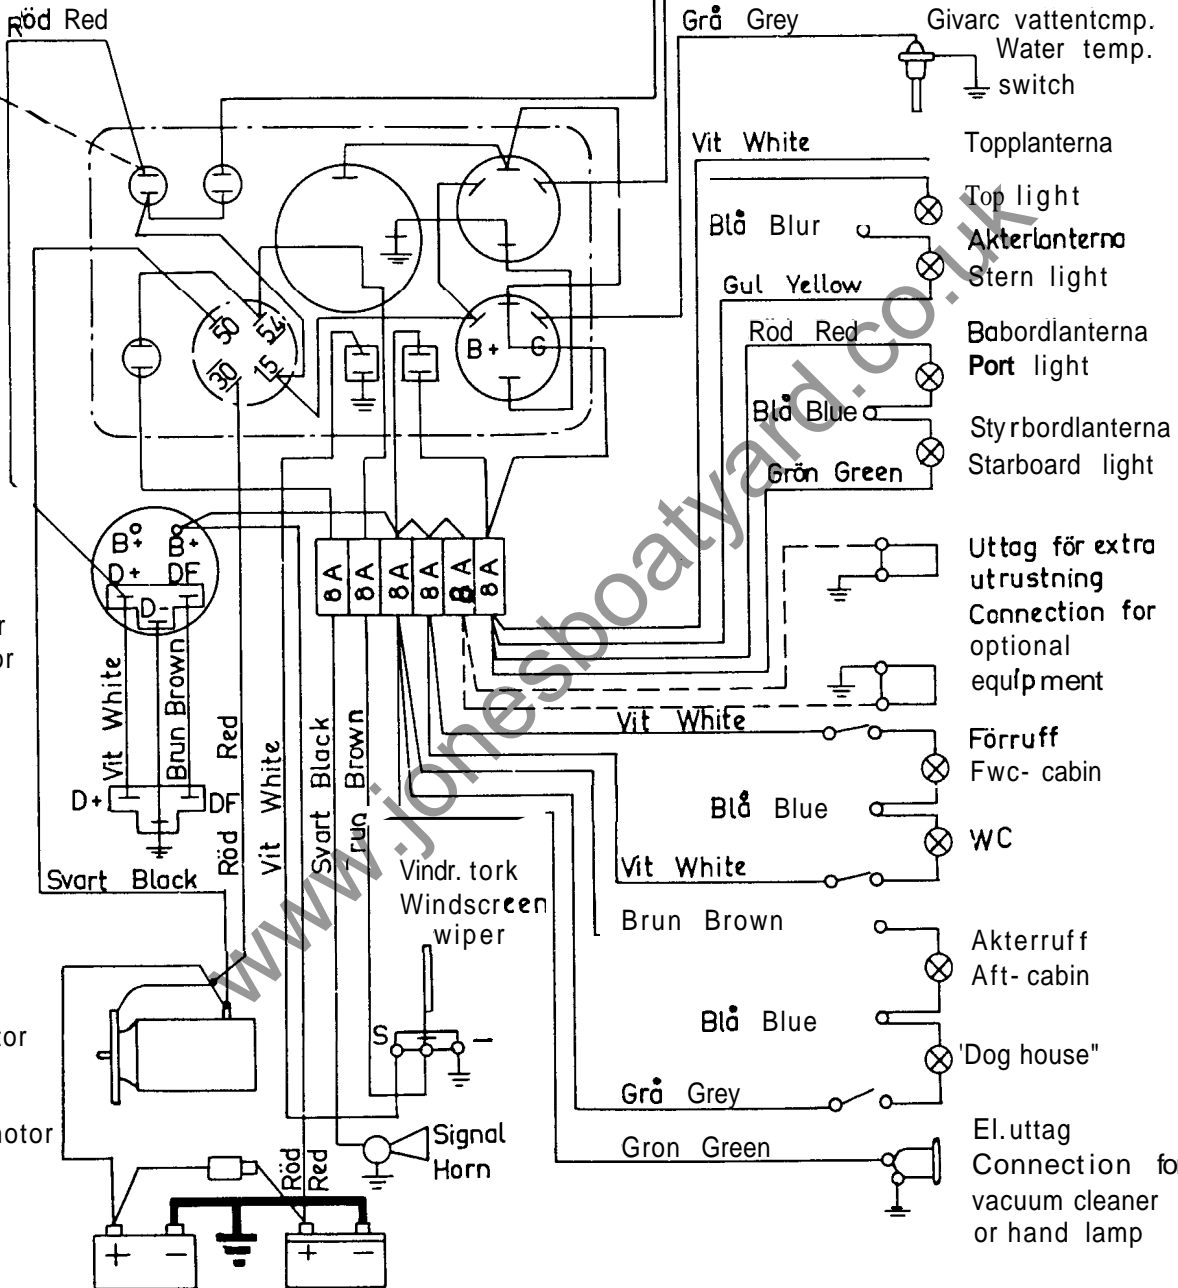 Röd Red
Grå Grey
Givarc vattentcmp.
Water temp.
switch
Vit White
Topplanterna
Top light
Blå Blur
Akterlanterna
Stern light
Gul Yellow
Röd Red
Babordlanterna
Port light
Blå Blue
Styrbordlanterna
Starboard light
Grön Green
50
54
30
15
B+ G
8A
8A
8A
8A
8A
8A
B+
B+
D+
DF
D-
Uttag för extra
utrustning
Connection for
optional
equipment
Vit White
Brun Brown
Röd Red
Vit White
Svart Black
run Brown
D+
DF
Svart Black
Vit White
Förruff
Fwc- cabin
Blå Blue
WC
Vit White
Vindr. tork
Windscreen
wiper
Brun Brown
Akterruff
Aft- cabin
Blå Blue
S
-
'Dog house"
Grå Grey
Gron Green
El.uttag
Connection fo
vacuum cleaner
or hand lamp
Signal
Horn
Röd
Red
r
or
tor
notor
+ -
+ -
www.jonesboatyard.co.uk